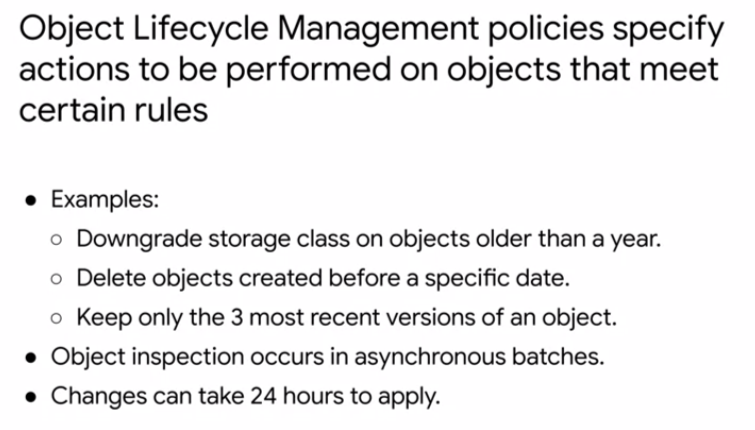 Object Lifecycle Management policies specify
actions to be performed on objects that meet
certain rules
● Examples:
○ Downgrade storage class on objects older than a year.
○ Delete objects created before a specific date.
○ Keep only the 3 most recent versions of an object.
● Object inspection occurs in asynchronous batches.
● Changes can take 24 hours to apply.